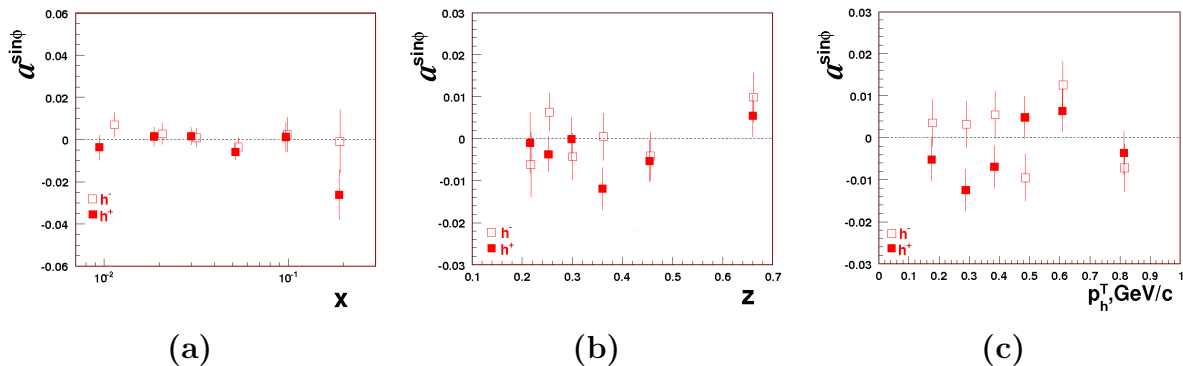 a^sinϕ
0.06
0.04
0.02
0
-0.02
-0.04
-0.06
h⁻
h⁺
10⁻² 10⁻¹
x
(a)
a^sinϕ
0.03
0.02
0.01
0
-0.01
-0.02
-0.03
h⁻
h⁺
0.1 0.2 0.3 0.4 0.5 0.6 0.7
z
(b)
a^sinϕ
0.03
0.02
0.01
0
-0.01
-0.02
-0.03
h⁻
h⁺
0 0.1 0.2 0.3 0.4 0.5 0.6 0.7 0.8 0.9 1
p_h^T,GeV/c
(c)